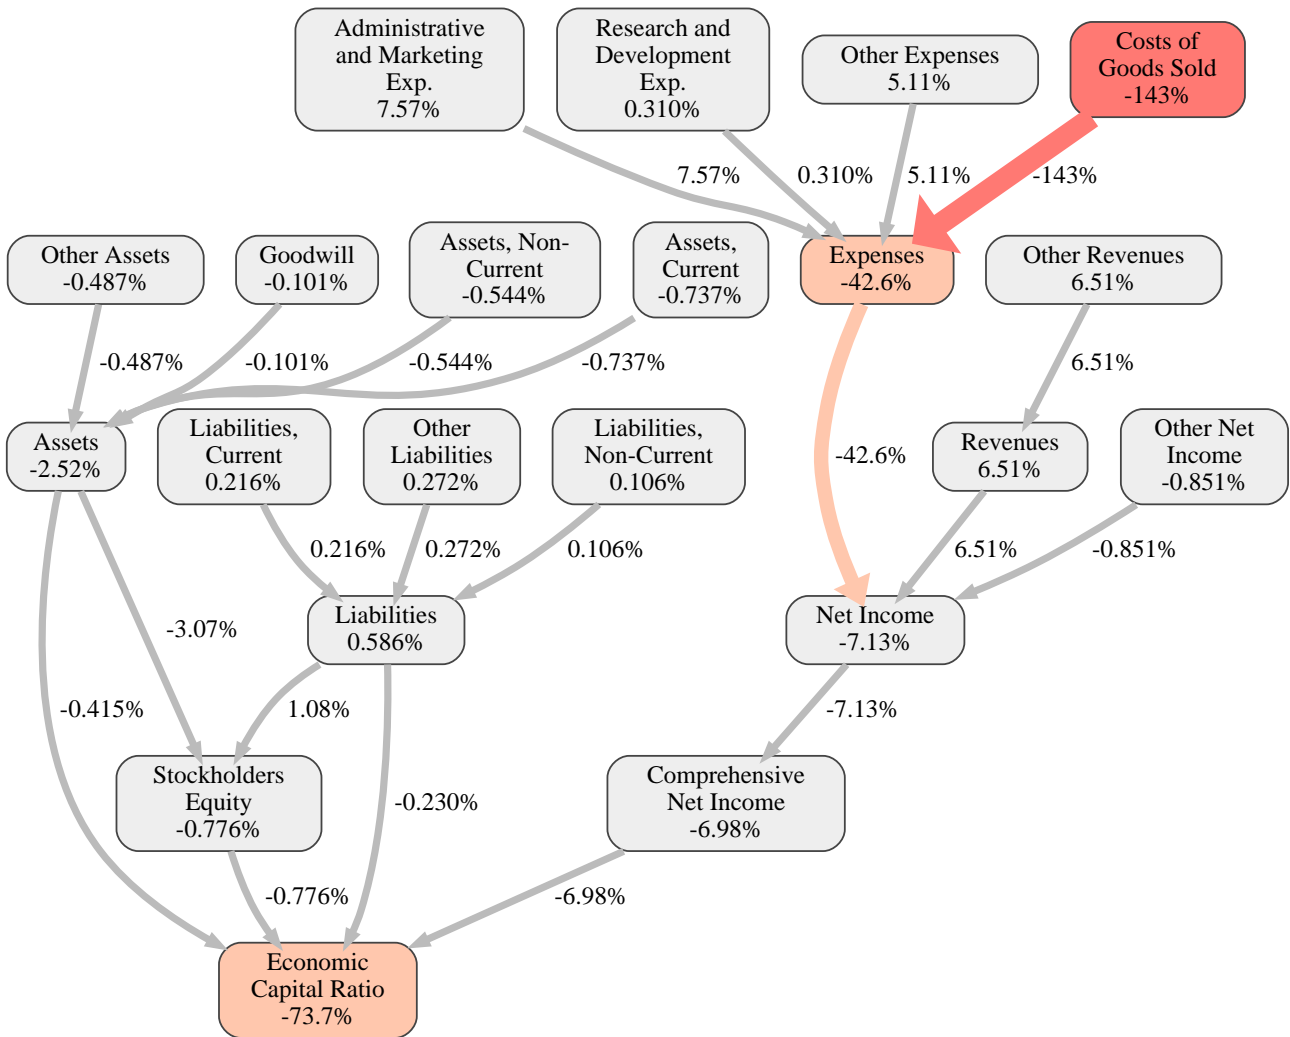 Administrative
and Marketing
Exp.
7.57%
Research and
Development
Exp.
0.310%
Other Expenses
5.11%
Costs of
Goods Sold
-143%
7.57%
0.310%
5.11%
-143%
Other Assets
-0.487%
Goodwill
-0.101%
Assets, Non-
Current
-0.544%
Assets,
Current
-0.737%
Expenses
-42.6%
Other Revenues
6.51%
-0.487%
-0.101%
-0.544%
-0.737%
6.51%
Assets
-2.52%
Liabilities,
Current
0.216%
Other
Liabilities
0.272%
Liabilities,
Non-Current
0.106%
-42.6%
Revenues
6.51%
Other Net
Income
-0.851%
0.216%
0.272%
0.106%
6.51%
-0.851%
-3.07%
Liabilities
0.586%
Net Income
-7.13%
-0.415%
1.08%
-7.13%
Stockholders
Equity
-0.776%
-0.230%
Comprehensive
Net Income
-6.98%
-0.776%
-6.98%
Economic
Capital Ratio
-73.7%